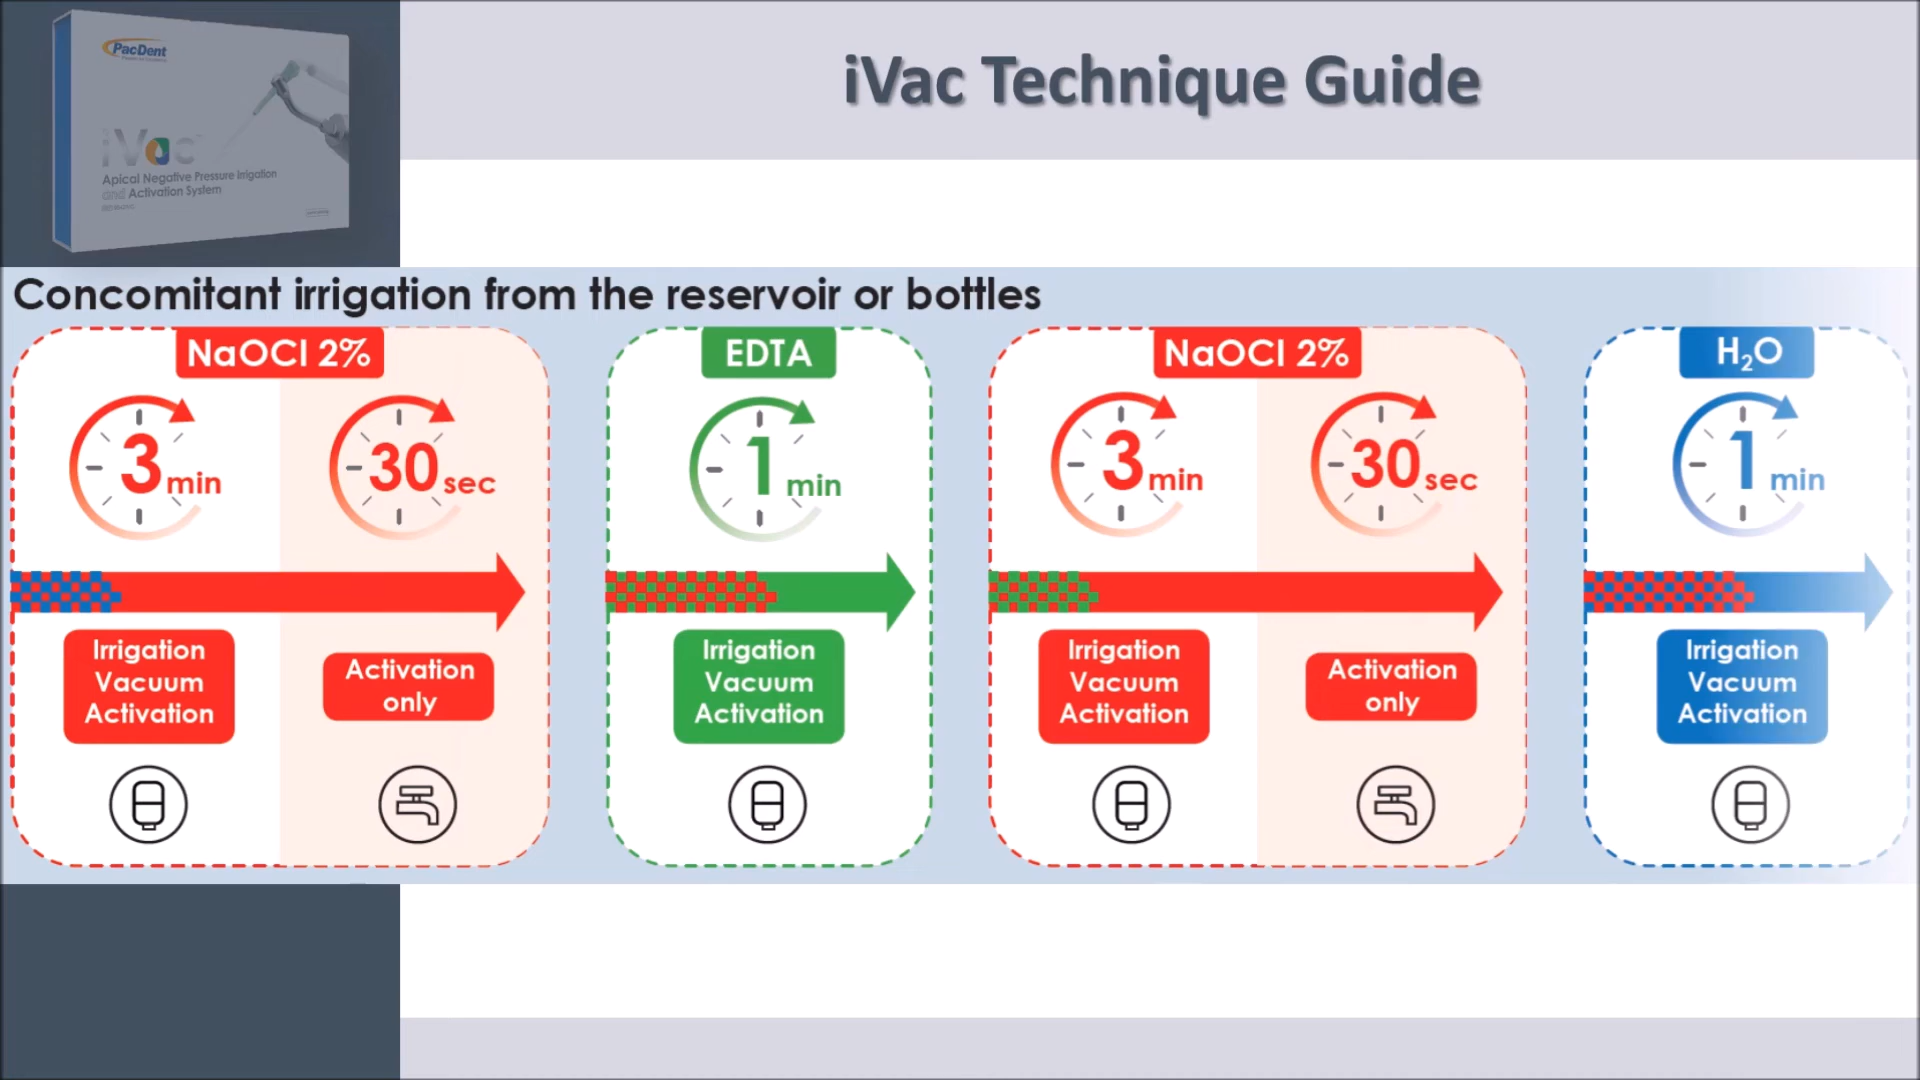 PacDent
iVac
Apical Negative Pressure Irrigation
and Activation System
iVac Technique Guide
Concomitant irrigation from the reservoir or bottles
NaOCl 2%
3 min
30 sec
Irrigation
Vacuum
Activation
Activation
only
EDTA
1 min
Irrigation
Vacuum
Activation
NaOCl 2%
3 min
30 sec
Irrigation
Vacuum
Activation
Activation
only
H₂O
1 min
Irrigation
Vacuum
Activation